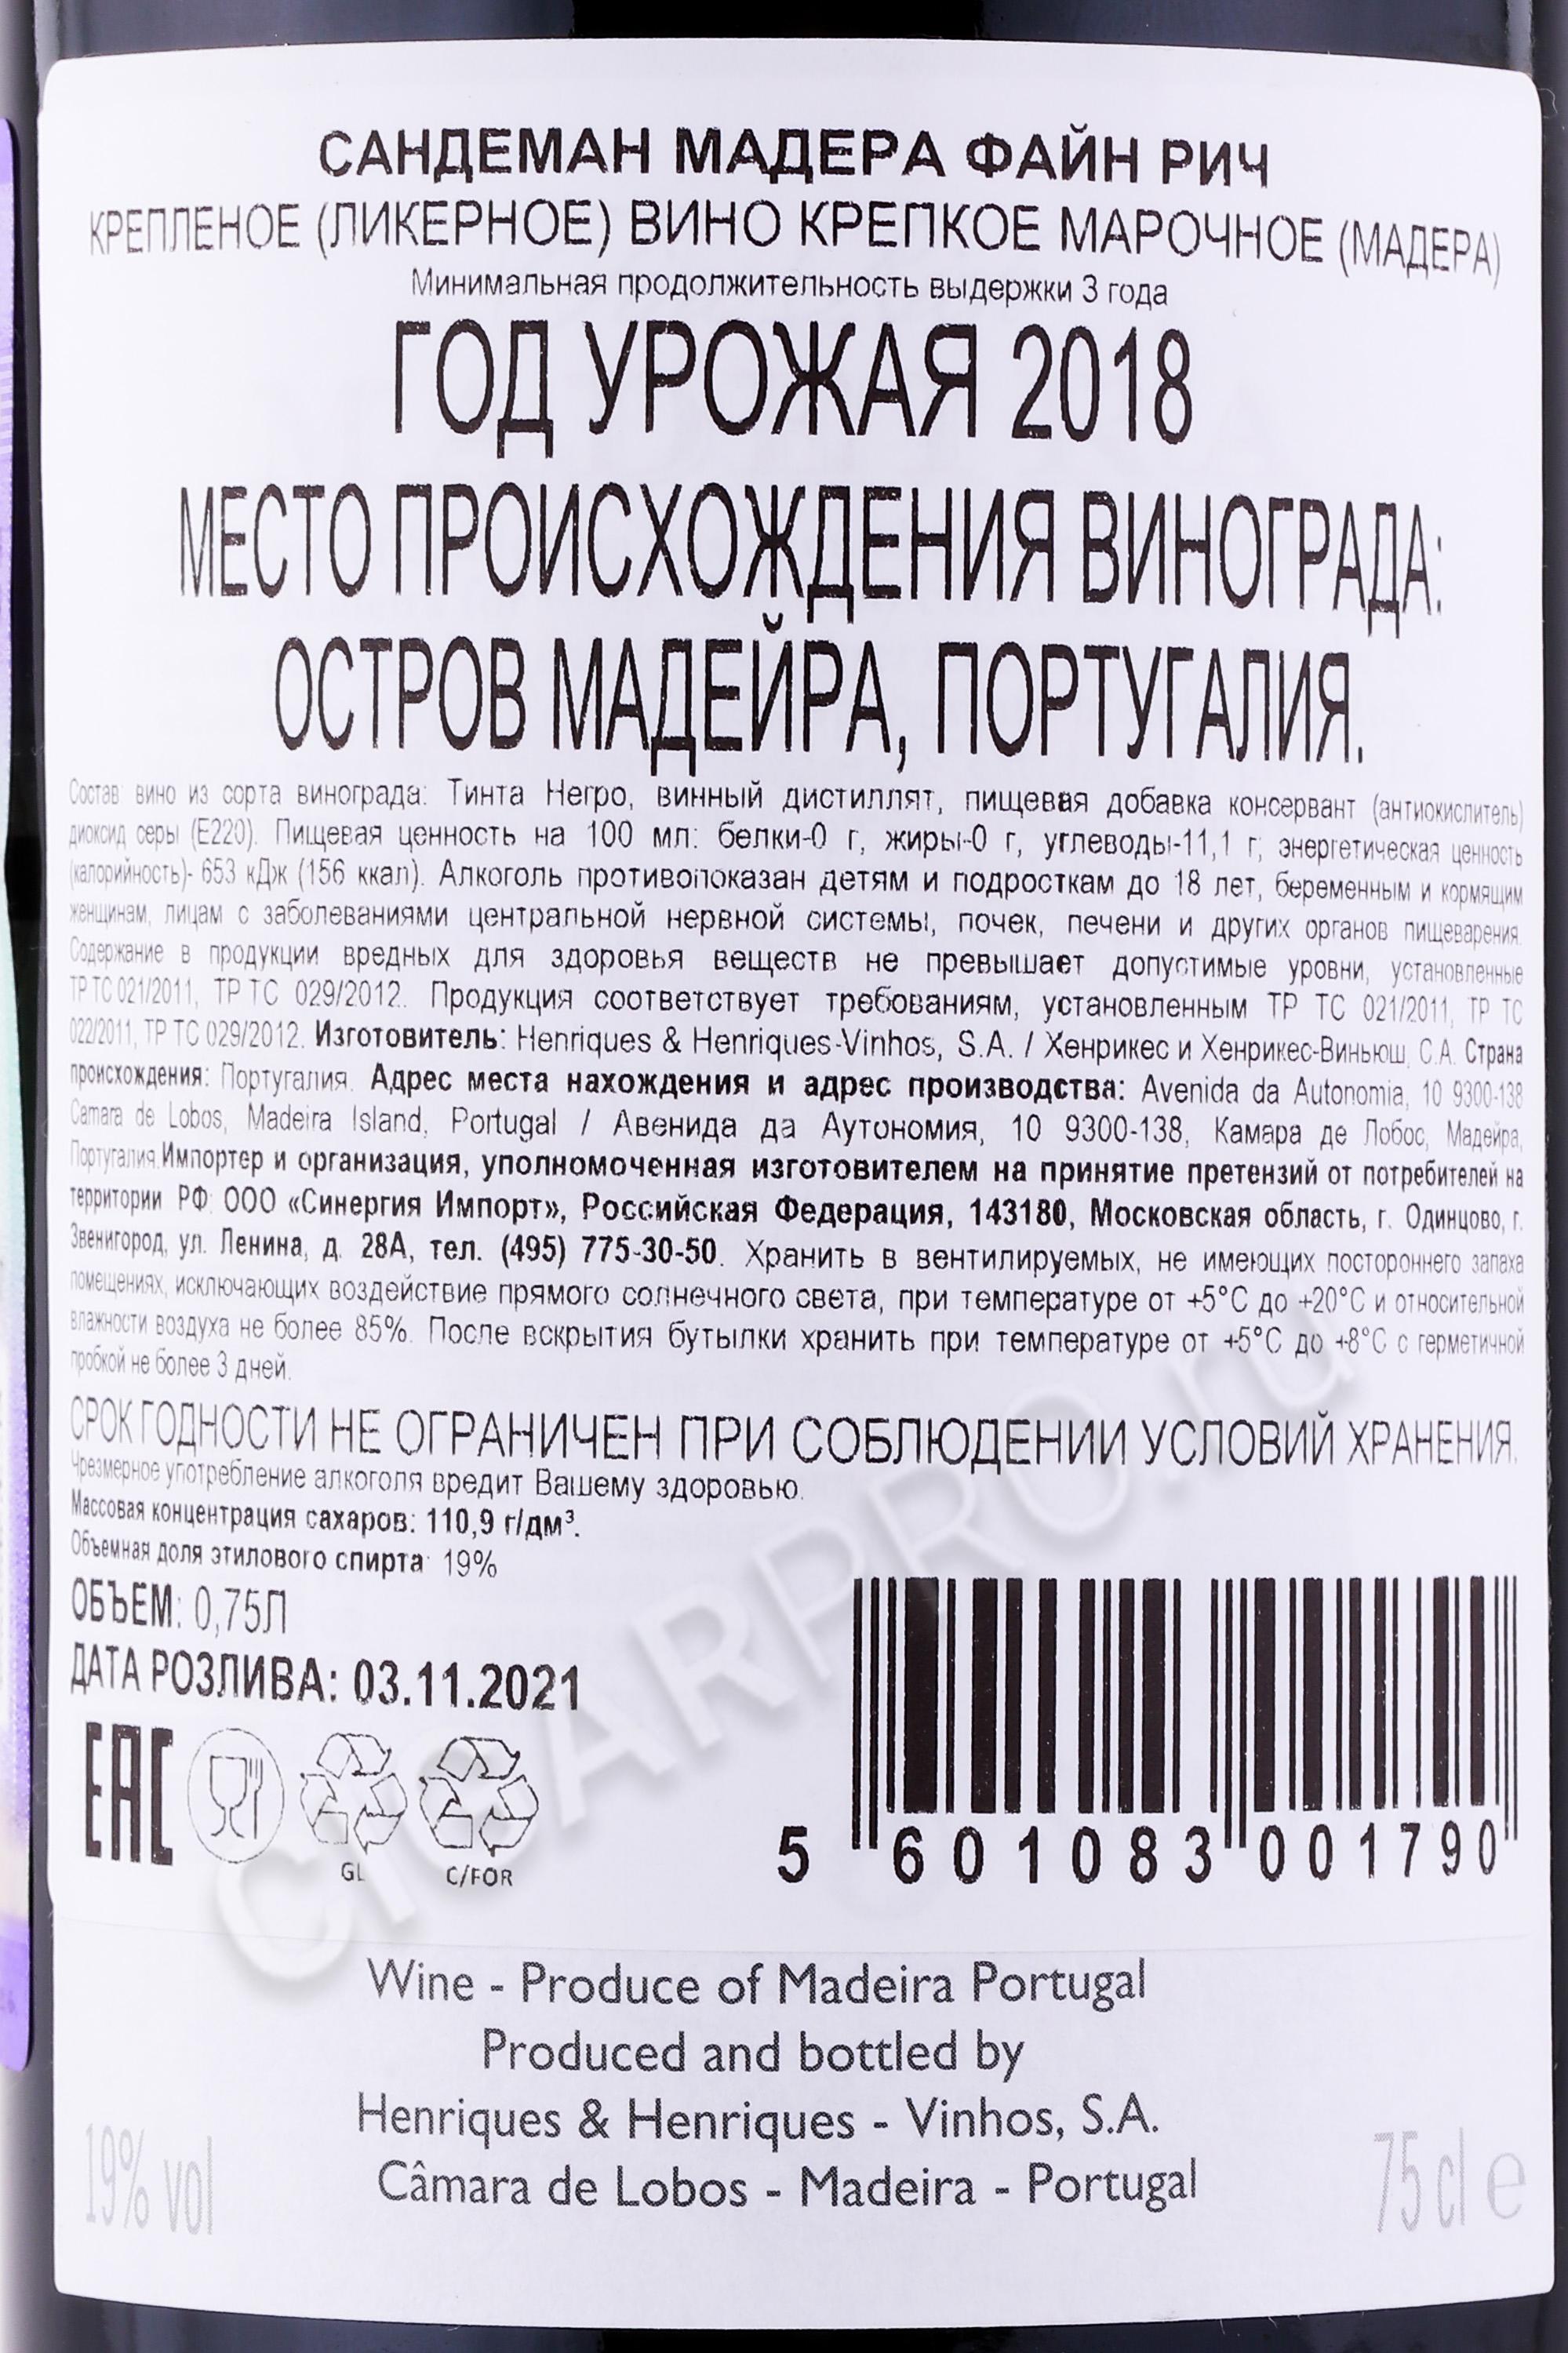 САНДЕМАН МАДЕРА ФАЙН РИЧ
КРЕПЛЕНОЕ (ЛИКЕРНОЕ) ВИНО КРЕПКОЕ МАРОЧНОЕ (МАДЕРА)
Минимальная продолжительность выдержки 3 года
ГОД УРОЖАЯ 2018
МЕСТО ПРОИСХОЖДЕНИЯ ВИНОГРАДА:
ОСТРОВ МАДЕЙРА, ПОРТУГАЛИЯ.
Состав: вино из сорта винограда: Тинта Негро, винный дистиллят, пищевая добавка консервант (антиокислитель)
диоксид серы (Е220). Пищевая ценность на 100 мл: белки-0 г, жиры-0 г, углеводы-11,1 г; энергетическая ценность
(калорийность)- 653 кДж (156 ккал). Алкоголь противопоказан детям и подросткам до 18 лет, беременным и кормящим
женщинам, лицам с заболеваниями центральной нервной системы, почек, печени и других органов пищеварения.
Содержание в продукции вредных для здоровья веществ не превышает допустимые уровни, установленные
ТР ТС 021/2011, ТР ТС 029/2012. Продукция соответствует требованиям, установленным ТР ТС 021/2011, ТР ТС
022/2011, ТР ТС 029/2012. Изготовитель: Henriques & Henriques-Vinhos, S.A. / Хенрикес и Хенрикес-Виньюш, С.А. Страна
происхождения: Португалия. Адрес места нахождения и адрес производства: Avenida da Autonomia, 10 9300-138
Camara de Lobos, Madeira Island, Portugal / Авенида да Аутономия, 10 9300-138, Камара де Лобос, Мадейра,
Португалия.Импортер и организация, уполномоченная изготовителем на принятие претензий от потребителей на
территории РФ: ООО «Синергия Импорт», Российская Федерация, 143180, Московская область, г. Одинцово, г.
Звенигород, ул. Ленина, д. 28А, тел. (495) 775-30-50. Хранить в вентилируемых, не имеющих постороннего запаха
помещениях, исключающих воздействие прямого солнечного света, при температуре от +5°С до +20°С и относительной
влажности воздуха не более 85%. После вскрытия бутылки хранить при температуре от +5°С до +8°С с герметичной
пробкой не более 3 дней.
СРОК ГОДНОСТИ НЕ ОГРАНИЧЕН ПРИ СОБЛЮДЕНИИ УСЛОВИЙ ХРАНЕНИЯ.
Чрезмерное употребление алкоголя вредит Вашему здоровью.
Массовая концентрация сахаров: 110,9 г/дм³.
Объемная доля этилового спирта: 19%
ОБЪЕМ: 0,75Л
ДАТА РОЗЛИВА: 03.11.2021
EAC
GL
C/FOR
5 601083 001790
CIGARPRO.ru
Wine - Produce of Madeira Portugal
Produced and bottled by
Henriques & Henriques - Vinhos, S.A.
Câmara de Lobos - Madeira - Portugal
19% vol
75 cl e